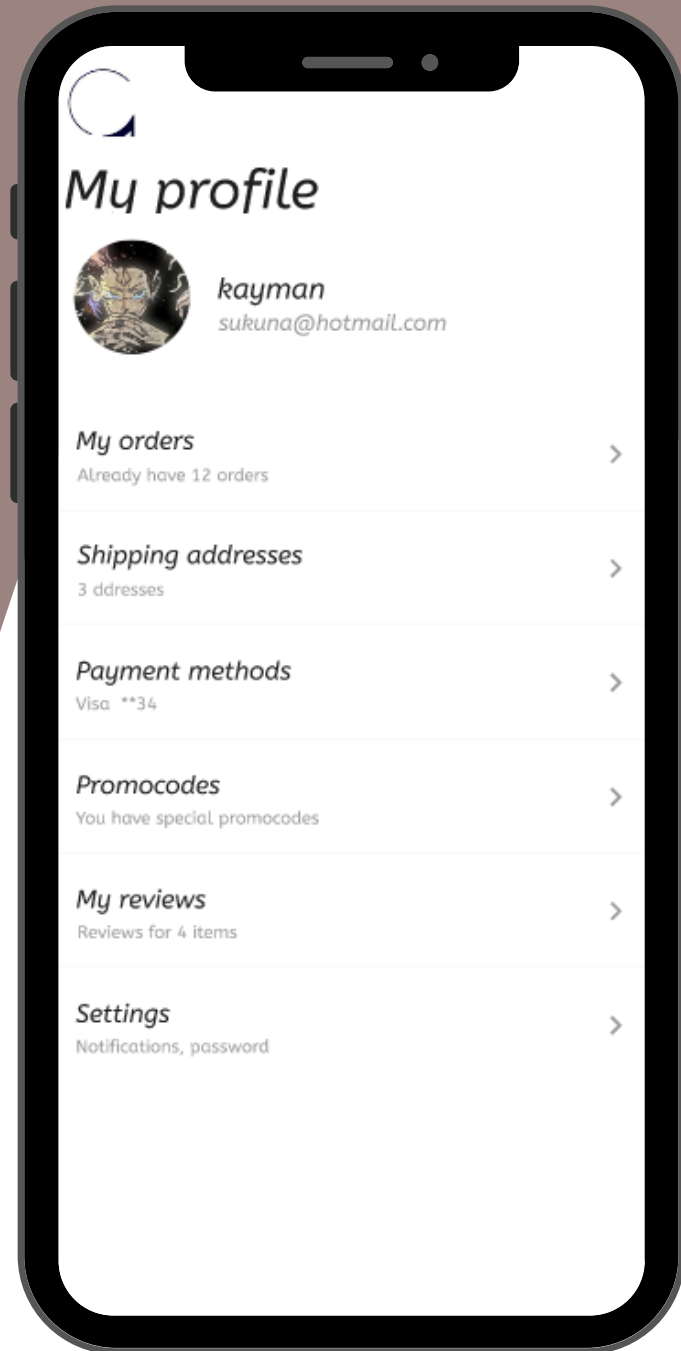 My profile
kayman
sukuna@hotmail.com
My orders
Already have 12 orders
Shipping addresses
3 ddresses
Payment methods
Visa **34
Promocodes
You have special promocodes
My reviews
Reviews for 4 items
Settings
Notifications, password